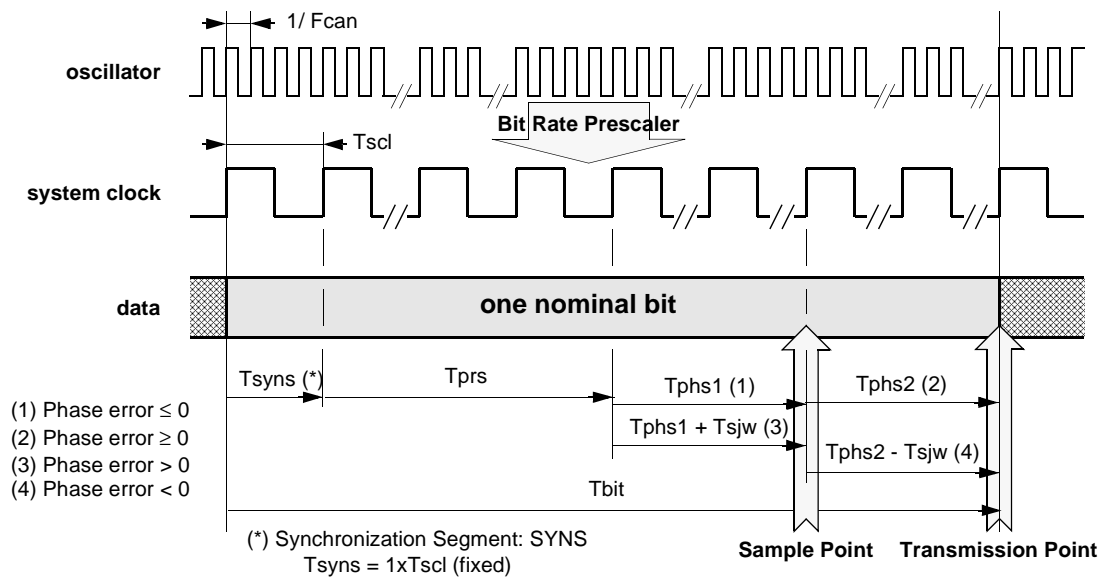 1/ Fcan
oscillator
Bit Rate Prescaler
Tscl
system clock
data
one nominal bit
Tsyns (*)
Tprs
Tphs1 (1)
Tphs2 (2)
(1) Phase error ≤ 0
(2) Phase error ≥ 0
(3) Phase error > 0
(4) Phase error < 0
Tphs1 + Tsjw (3)
Tphs2 - Tsjw (4)
Tbit
(*) Synchronization Segment: SYNS
Tsyns = 1xTscl (fixed)
Sample Point
Transmission Point